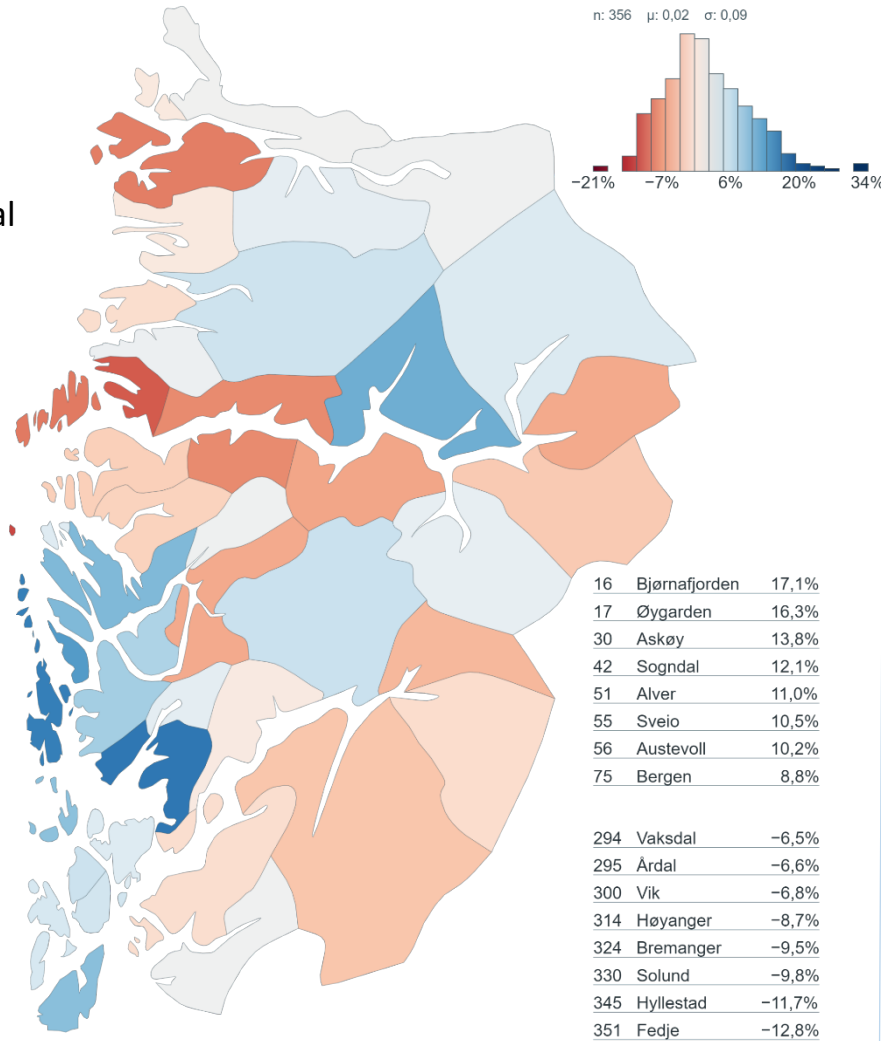 n: 356 μ: 0,02 σ: 0,09
−21% −7% 6% 20% 34%
al
16 Bjørnafjorden 17,1%
17 Øygarden 16,3%
30 Askøy 13,8%
42 Sogndal 12,1%
51 Alver 11,0%
55 Sveio 10,5%
56 Austevoll 10,2%
75 Bergen 8,8%
294 Vaksdal −6,5%
295 Årdal −6,6%
300 Vik −6,8%
314 Høyanger −8,7%
324 Bremanger −9,5%
330 Solund −9,8%
345 Hyllestad −11,7%
351 Fedje −12,8%